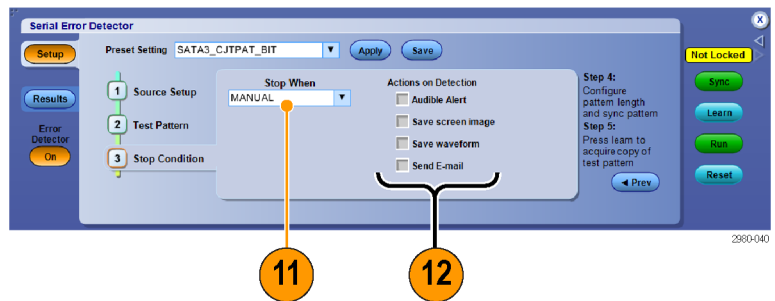 Serial Error Detector
x
Setup
Preset Setting SATA3_CJTPAT_BIT Apply Save
Not Locked
Results
Error
Detector
On
1 Source Setup
2 Test Pattern
3 Stop Condition
Stop When
MANUAL
Actions on Detection
Audible Alert
Save screen image
Save waveform
Send E-mail
Step 4:
Configure
pattern length
and sync pattern
Step 5:
Press learn to
acquire copy of
test pattern
Prev
Sync
Learn
Run
Reset
2980-040
11
12